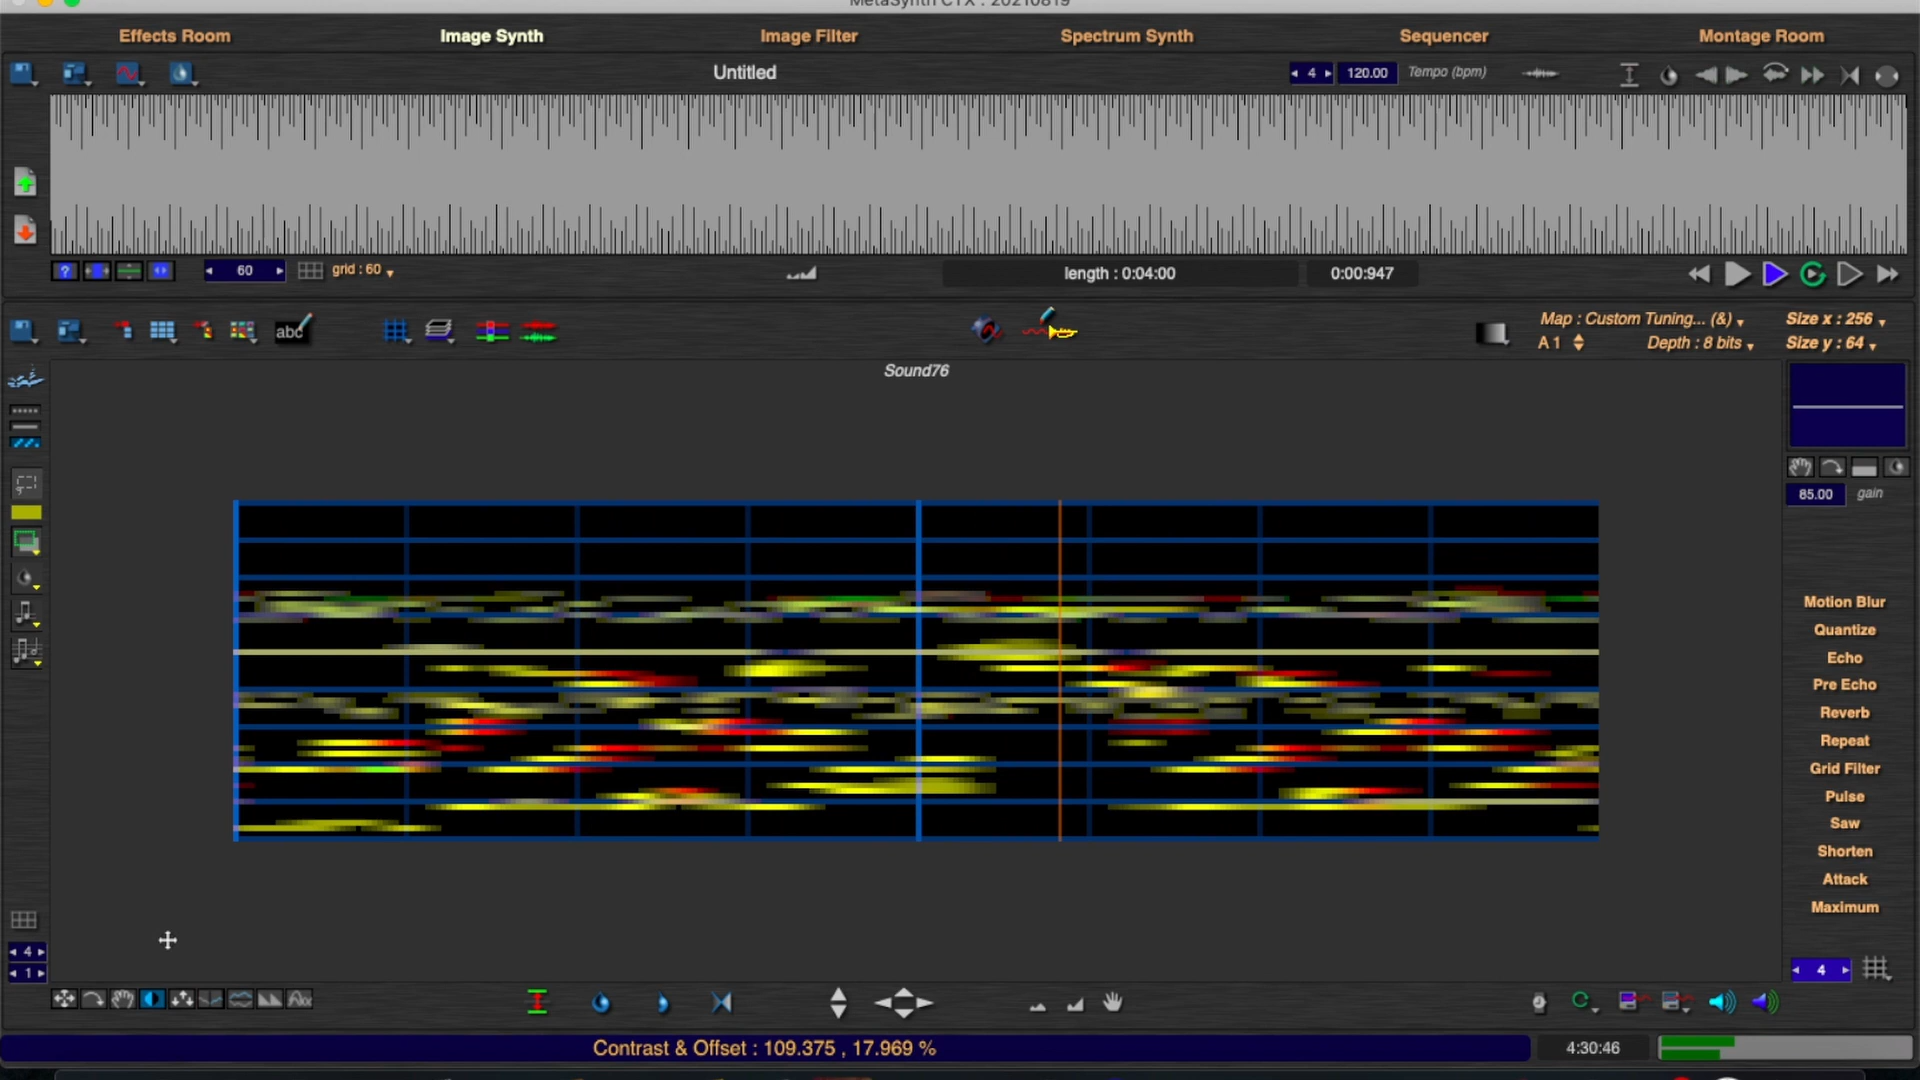 MetaSynth CTX : 20210819
Effects Room
Image Synth
Image Filter
Spectrum Synth
Sequencer
Montage Room
Untitled
4
120.00
Tempo (bpm)
?
60
grid : 60
length : 0:04:00
0:00:947
abc
Map : Custom Tuning... (&)
Size x : 256
A 1
Depth : 8 bits
Size y : 64
Sound76
85.00
gain
Motion Blur
Quantize
Echo
Pre Echo
Reverb
Repeat
Grid Filter
Pulse
Saw
Shorten
Attack
Maximum
4
1
4
Contrast & Offset : 109.375 , 17.969 %
4:30:46